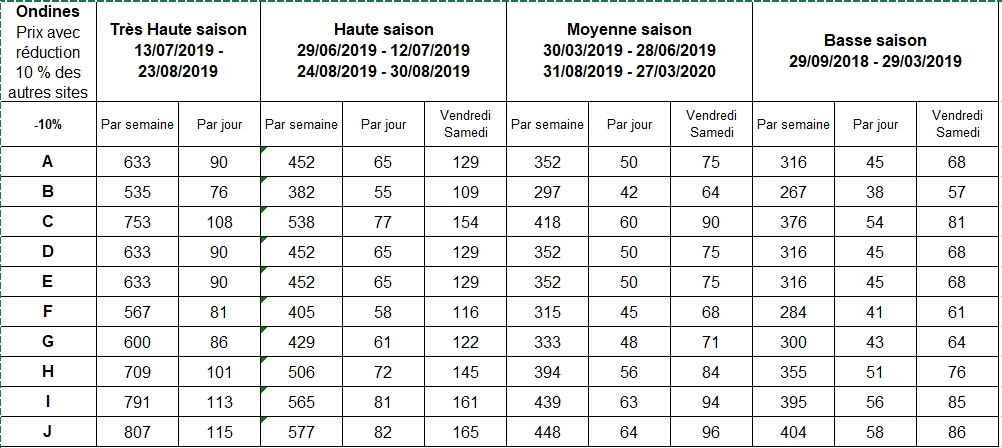 Ondines
Prix avec
réduction
10 % des
autres sites
Très Haute saison
13/07/2019 -
23/08/2019
Haute saison
29/06/2019 - 12/07/2019
24/08/2019 - 30/08/2019
Moyenne saison
30/03/2019 - 28/06/2019
31/08/2019 - 27/03/2020
Basse saison
29/09/2018 - 29/03/2019
-10% Par semaine Par jour Par semaine Par jour Vendredi Samedi Par semaine Par jour Vendredi Samedi Par semaine Par jour Vendredi Samedi
A 633 90 452 65 129 352 50 75 316 45 68
B 535 76 382 55 109 297 42 64 267 38 57
C 753 108 538 77 154 418 60 90 376 54 81
D 633 90 452 65 129 352 50 75 316 45 68
E 633 90 452 65 129 352 50 75 316 45 68
F 567 81 405 58 116 315 45 68 284 41 61
G 600 86 429 61 122 333 48 71 300 43 64
H 709 101 506 72 145 394 56 84 355 51 76
I 791 113 565 81 161 439 63 94 395 56 85
J 807 115 577 82 165 448 64 96 404 58 86